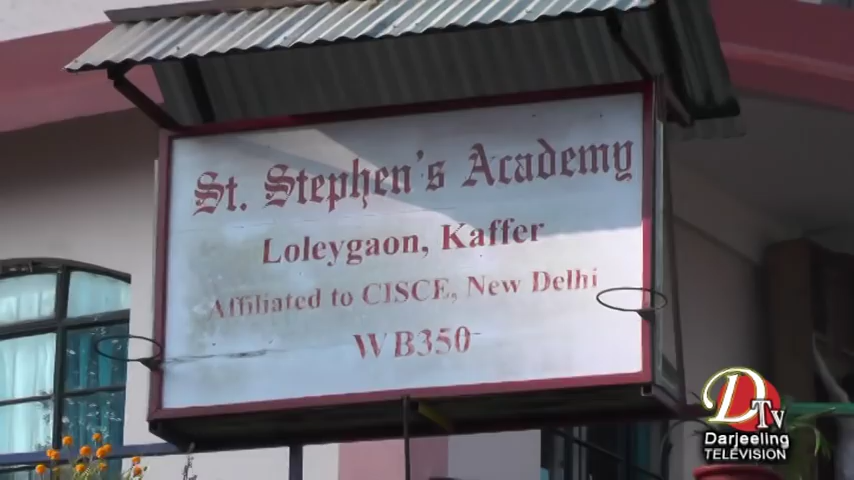 St. Stephen's Academy
Loleygaon, Kaffer
Affiliated to CISCE, New Delhi
WB350
DTv
Darjeeling
TELEVISION